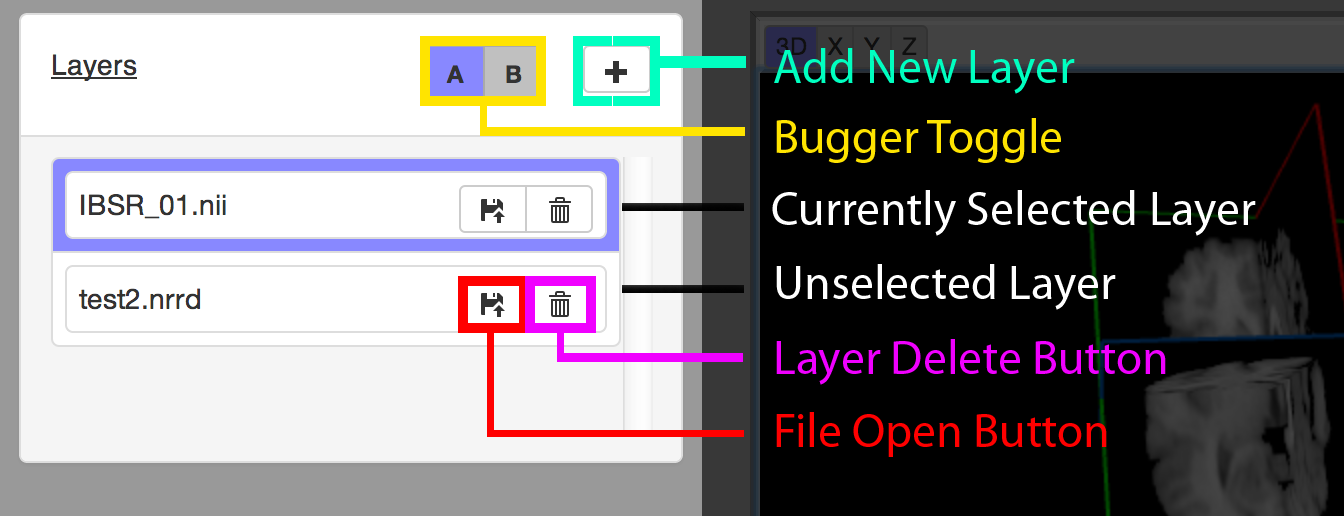 Layers
A B
3D X Y Z
Add New Layer
Bugger Toggle
IBSR_01.nii
Currently Selected Layer
test2.nrrd
Unselected Layer
Layer Delete Button
File Open Button